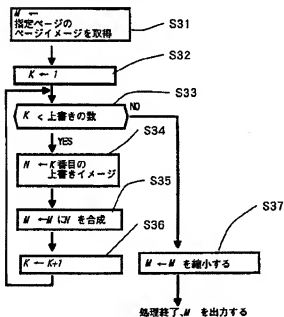 M ←
指定ページの
ページイメージを取得
S31
K ← 1
S32
K < 上書きの数
S33
NO
YES
S34
N ← K番目の
上書きイメージ
S35
M ← M にN を合成
S36
K ← K+1
S37
M ← M を縮小する
処理終了,M を出力する